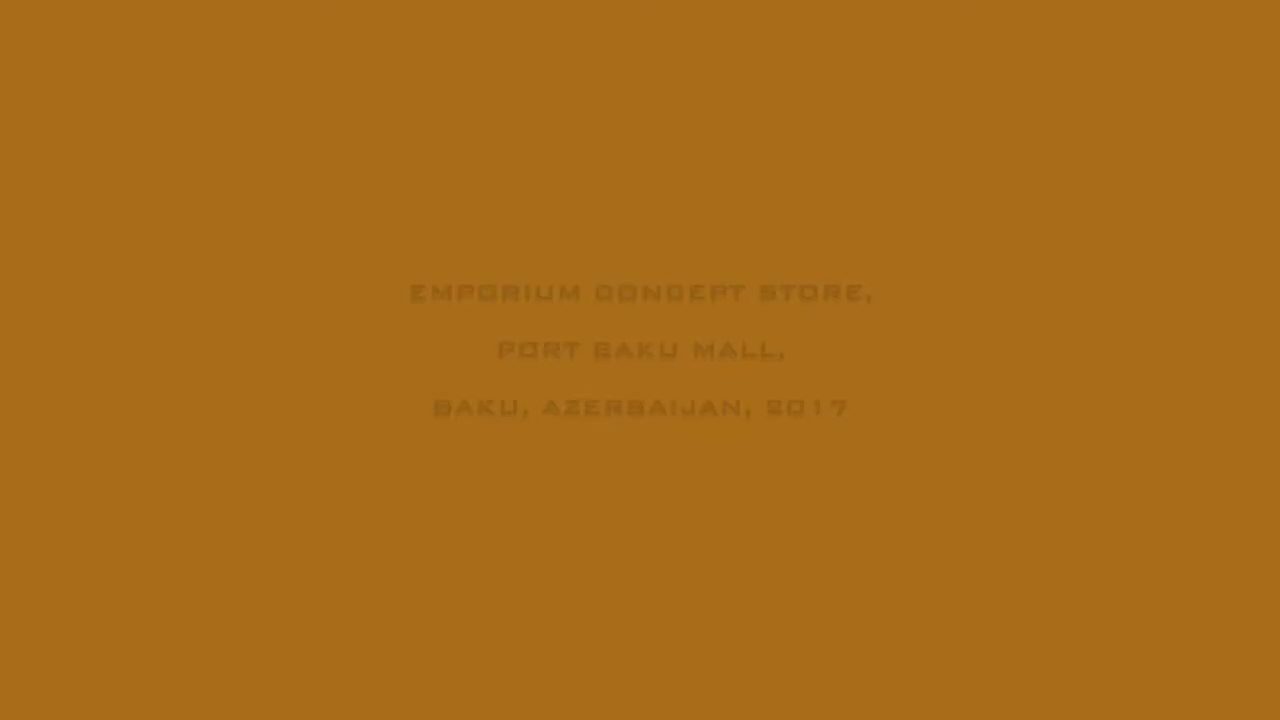 EMPORIUM CONCEPT STORE,
PORT BAKU MALL,
BAKU, AZERBAIJAN, 2017